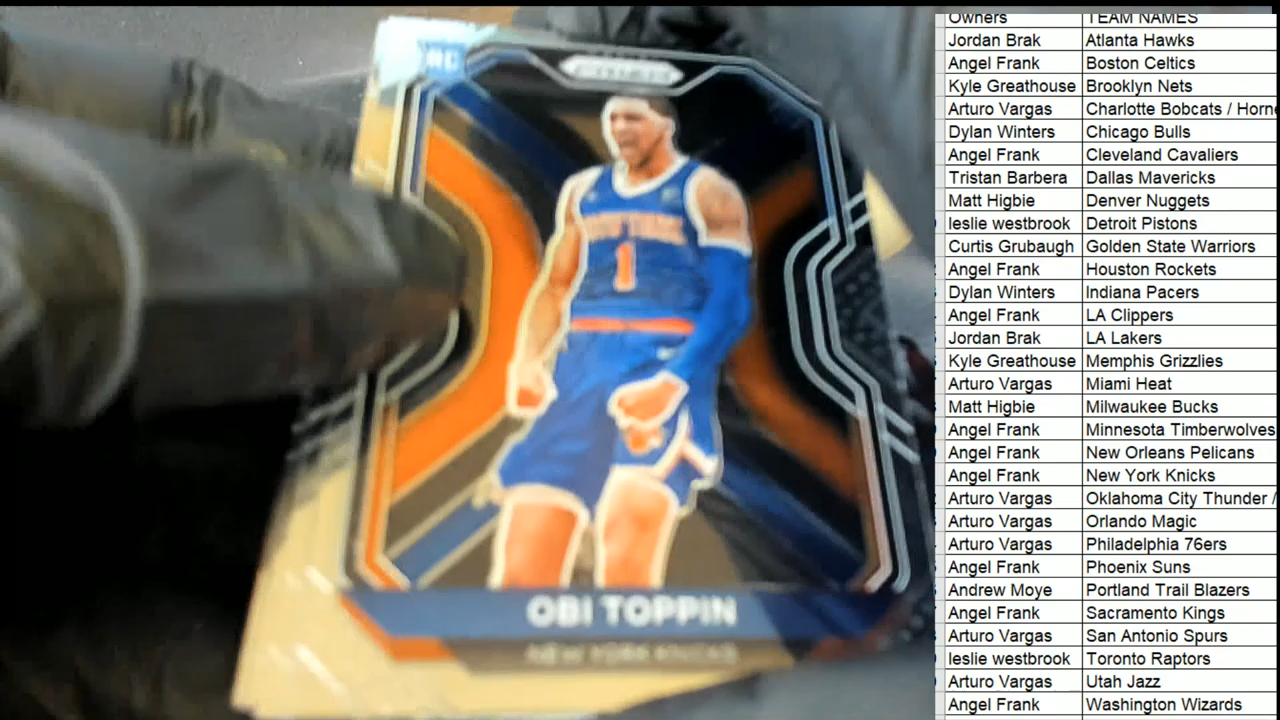 RC
PRIZM
NEW YORK
1
OBI TOPPIN
NEW YORK KNICKS
Owners TEAM NAMES
Jordan Brak Atlanta Hawks
Angel Frank Boston Celtics
Kyle Greathouse Brooklyn Nets
Arturo Vargas Charlotte Bobcats / Horne
Dylan Winters Chicago Bulls
Angel Frank Cleveland Cavaliers
Tristan Barbera Dallas Mavericks
Matt Higbie Denver Nuggets
leslie westbrook Detroit Pistons
Curtis Grubaugh Golden State Warriors
Angel Frank Houston Rockets
Dylan Winters Indiana Pacers
Angel Frank LA Clippers
Jordan Brak LA Lakers
Kyle Greathouse Memphis Grizzlies
Arturo Vargas Miami Heat
Matt Higbie Milwaukee Bucks
Angel Frank Minnesota Timberwolves
Angel Frank New Orleans Pelicans
Angel Frank New York Knicks
Arturo Vargas Oklahoma City Thunder /
Arturo Vargas Orlando Magic
Arturo Vargas Philadelphia 76ers
Angel Frank Phoenix Suns
Andrew Moye Portland Trail Blazers
Angel Frank Sacramento Kings
Arturo Vargas San Antonio Spurs
leslie westbrook Toronto Raptors
Arturo Vargas Utah Jazz
Angel Frank Washington Wizards